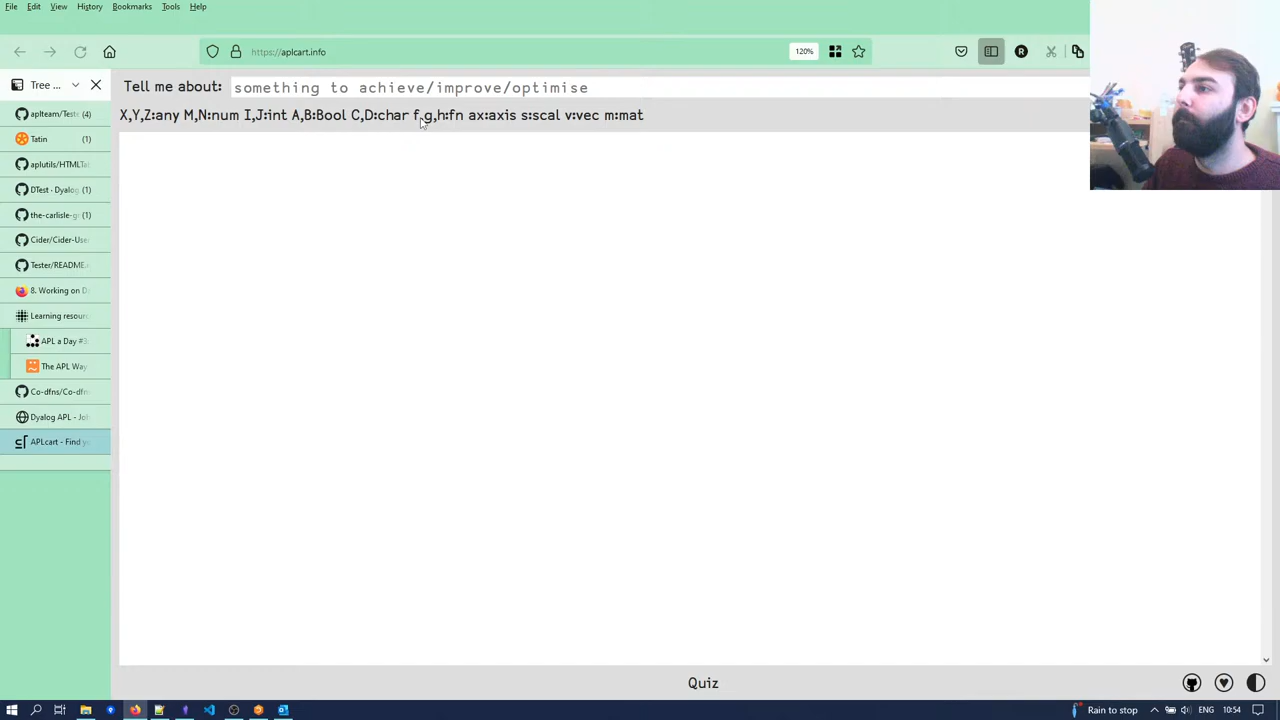 File Edit View History Bookmarks Tools Help
https://aplcart.info
120%
R
Tree ...
Tell me about: something to achieve/improve/optimise
X,Y,Z:any M,N:num I,J:int A,B:Bool C,D:char f,g,h:fn ax:axis s:scal v:vec m:mat
aplteam/Teste
Tatin (1)
aplutils/HTMLTa
DTest - Dyalog (1)
the-carlisle-g (1)
Cider/Cider-Use
Tester/README.
8. Working on D
Learning resour
APL a Day #3:
The APL Way
Co-dfns/Co-dfn
Dyalog APL - Jo
APLcart - Find yo
Quiz
Rain to stop
ENG
10:54